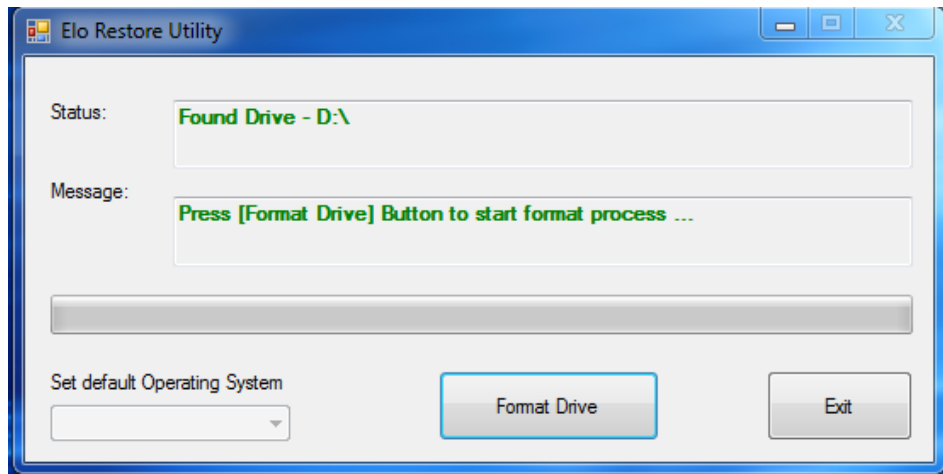 Elo Restore Utility
Status:
Found Drive - D:\
Message:
Press [Format Drive] Button to start format process ...
Set default Operating System
Format Drive
Exit